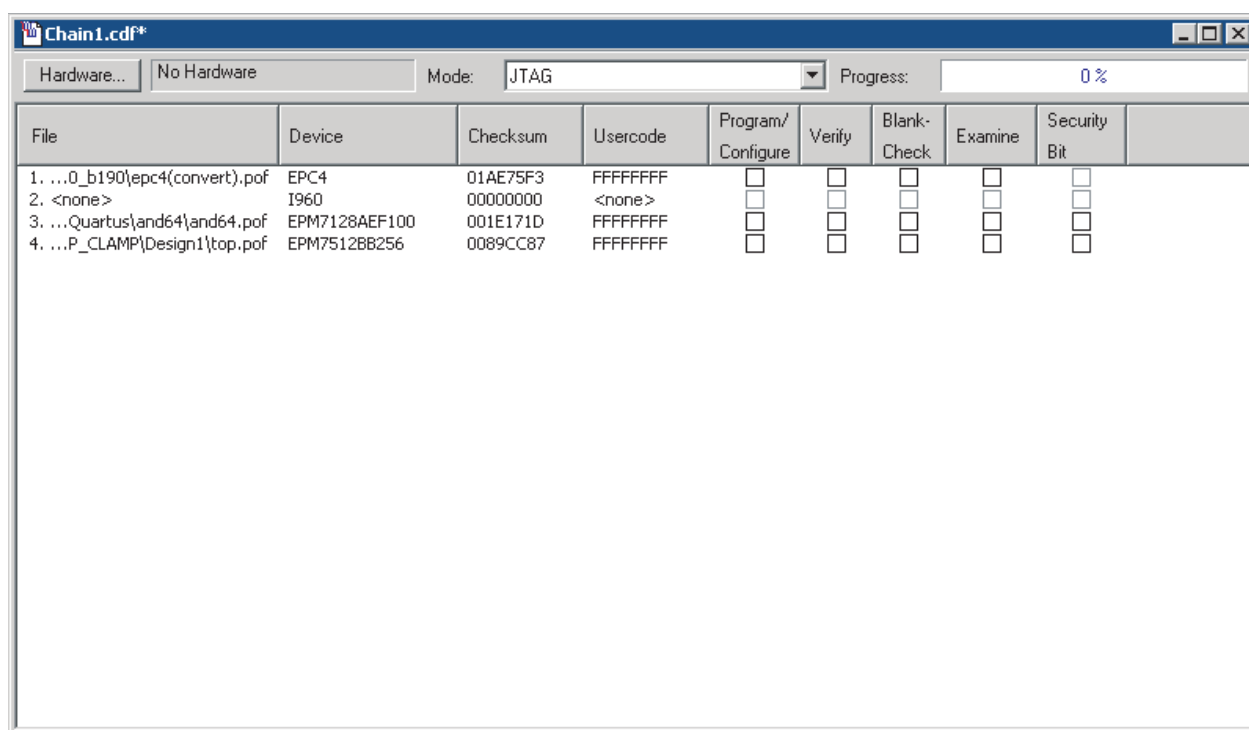 Chain1.cdf*
Hardware... No Hardware Mode: JTAG Progress: 0 %
File Device Checksum Usercode Program/ Configure Verify Blank- Check Examine Security Bit
1. ...0_b190\epc4(convert).pof EPC4 01AE75F3 FFFFFFFF
2. <none> I960 00000000 <none>
3. ...Quartus\and64\and64.pof EPM7128AEF100 001E171D FFFFFFFF
4. ...P_CLAMP\Design1\top.pof EPM7512BB256 0089CC87 FFFFFFFF